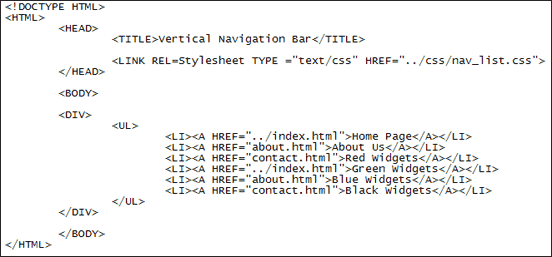 <!DOCTYPE HTML>
<HTML>
<HEAD>
<TITLE>Vertical Navigation Bar</TITLE>
<LINK REL=Stylesheet TYPE ="text/css" HREF="../css/nav_list.css">
</HEAD>
<BODY>
<DIV>
<UL>
<LI><A HREF="../index.html">Home Page</A></LI>
<LI><A HREF="about.html">About Us</A></LI>
<LI><A HREF="contact.html">Red Widgets</A></LI>
<LI><A HREF="../index.html">Green Widgets</A></LI>
<LI><A HREF="about.html">Blue Widgets</A></LI>
<LI><A HREF="contact.html">Black Widgets</A></LI>
</UL>
</DIV>
</BODY>
</HTML>